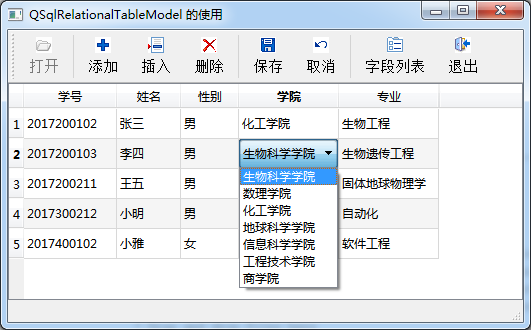 QSqlRelationalTableModel 的使用
打开 添加 插入 删除 保存 取消 字段列表 退出
学号 姓名 性别 学院 专业
1 2017200102 张三 男 化工学院 生物工程
2 2017200103 李四 男 生物科学学院 生物遗传工程
生物科学学院
3 2017200211 王五 男 数理学院 固体地球物理学
化工学院
4 2017300212 小明 男 地球科学学院 自动化
信息科学学院
5 2017400102 小雅 女 工程技术学院 软件工程
商学院